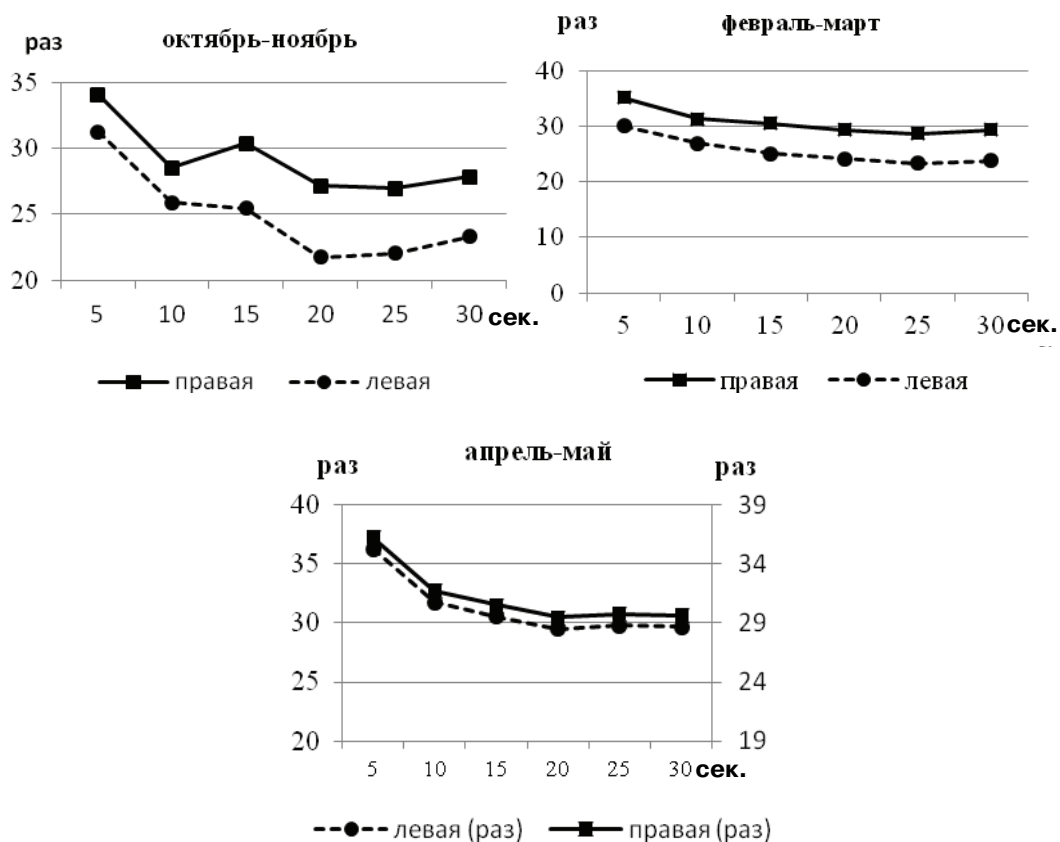 раз
октябрь-ноябрь
35
30
25
20
5 10 15 20 25 30 сек.
правая левая
раз
февраль-март
40
30
20
10
0
5 10 15 20 25 30 сек.
правая левая
раз
апрель-май
раз
40
35
30
25
20
39
34
29
24
19
5 10 15 20 25 30 сек.
левая (раз) правая (раз)